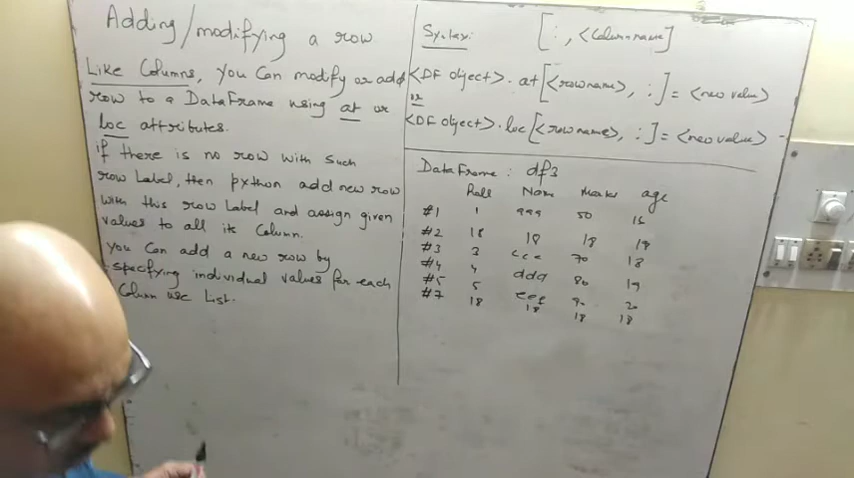 Adding/modifying a row
Like Columns, you can modify or add
row to a DataFrame using at or
loc attributes.
if there is no row with such
row Label, then python add new row
with this row Label and assign given
values to all its Column.
you Can add a new row by
specifying individual values for each
Column use List.
Syntax: [: , <Column name>]
<DF object>.at[<row name>, :] = <new value>
or
<DF object>.loc[<row name>, :] = <new value>
DataFrame: df3
Roll Name Marks age
#1 1 50
#2 18 18 18 18
#3 3 ccc 70 18
#4 4 ddd 80 19
#5 5 eee 90 20
#7 18 18 18 18